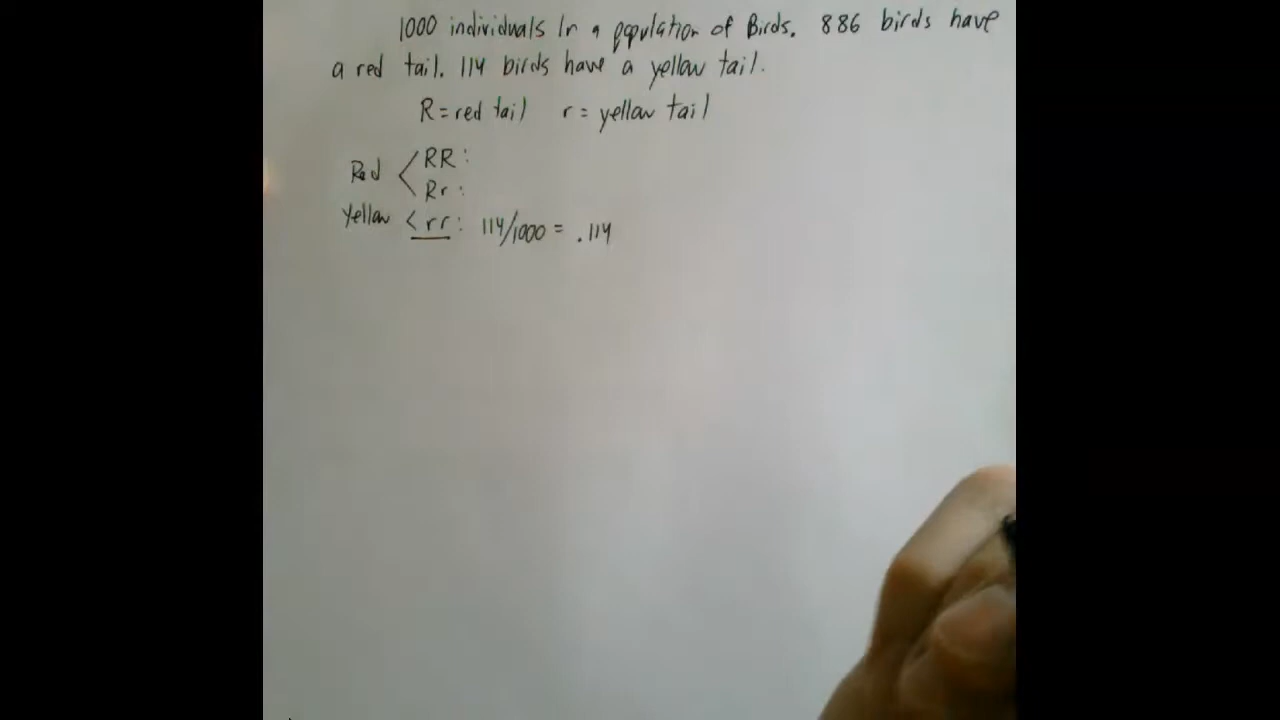 1000 individuals in a population of Birds. 886 birds have
a red tail. 114 birds have a yellow tail.
R = red tail r = yellow tail
Red < RR :
Rr :
Yellow < rr : 114/1000 = .114